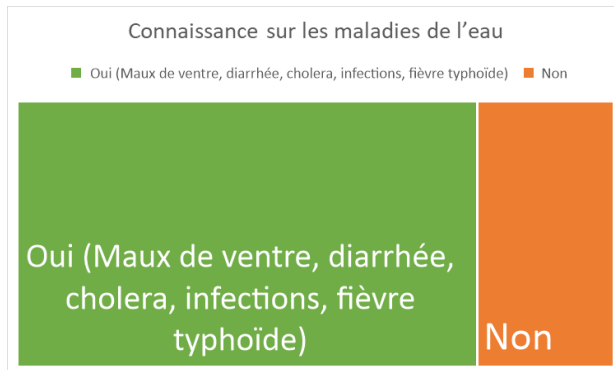 Connaissance sur les maladies de l’eau
Oui (Maux de ventre, diarrhée, cholera, infections, fièvre typhoïde) Non
Oui (Maux de ventre, diarrhée,
cholera, infections, fièvre
typhoïde)
Non